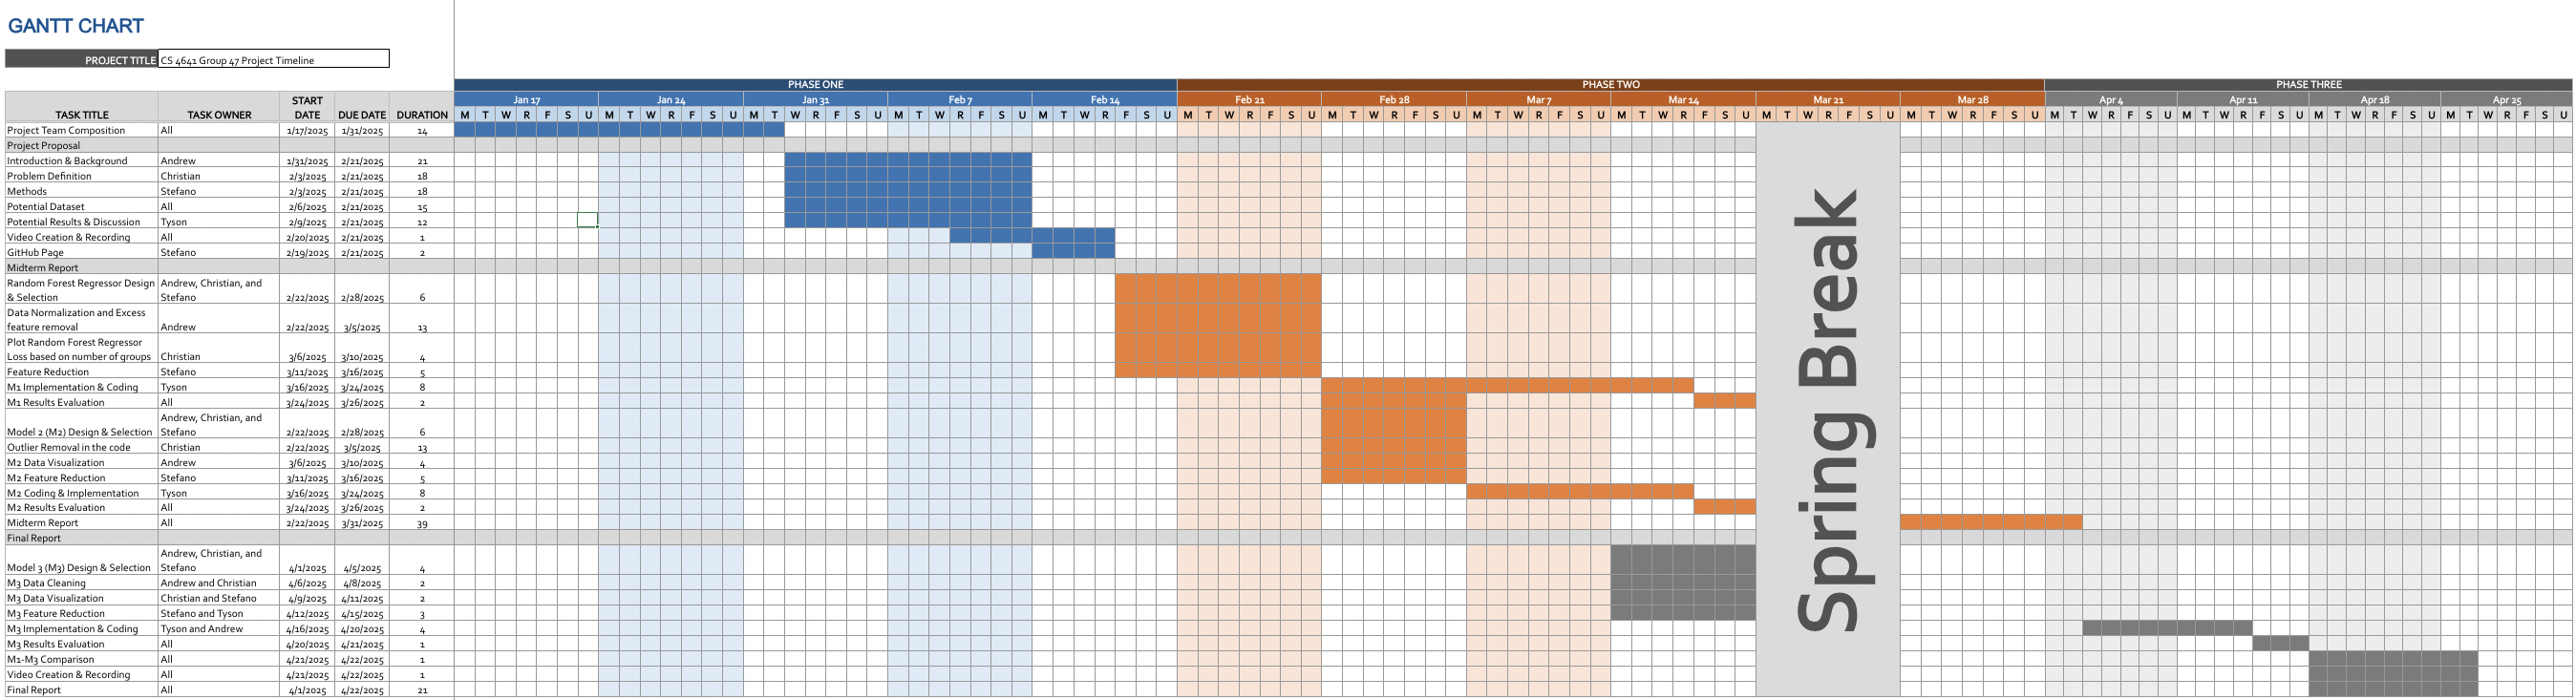 GANTT CHART
PROJECT TITLE CS 4641 Group 47 Project Timeline
PHASE ONE PHASE TWO PHASE THREE
Jan 17 Jan 24 Jan 31 Feb 7 Feb 14 Feb 21 Feb 28 Mar 7 Mar 14 Mar 21 Mar 28 Apr 4 Apr 11 Apr 18 Apr 25
TASK TITLE TASK OWNER START DATE DUE DATE DURATION M T W R F S U M T W R F S U M T W R F S U M T W R F S U M T W R F S U M T W R F S U M T W R F S U M T W R F S U M T W R F S U M T W R F S U M T W R F S U M T W R F S U M T W R F S U M T W R F S U M T W R F S U
Project Team Composition All 1/17/2025 1/31/2025 14
Project Proposal
Introduction & Background Andrew 1/31/2025 2/21/2025 21
Problem Definition Christian 2/3/2025 2/21/2025 18
Methods Stefano 2/3/2025 2/21/2025 18
Potential Dataset All 2/6/2025 2/21/2025 15
Potential Results & Discussion Tyson 2/9/2025 2/21/2025 12
Video Creation & Recording All 2/20/2025 2/21/2025 1
GitHub Page Stefano 2/19/2025 2/21/2025 2
Midterm Report
Random Forest Regressor Design Andrew, Christian, and
& Selection Stefano 2/22/2025 2/28/2025 6
Data Normalization and Excess
feature removal Andrew 2/22/2025 3/5/2025 13
Plot Random Forest Regressor
Loss based on number of groups Christian 3/6/2025 3/10/2025 4
Feature Reduction Stefano 3/11/2025 3/16/2025 5
M1 Implementation & Coding Tyson 3/16/2025 3/24/2025 8
M1 Results Evaluation All 3/24/2025 3/26/2025 2
Andrew, Christian, and
Model 2 (M2) Design & Selection Stefano 2/22/2025 2/28/2025 6
Outlier Removal in the code Christian 2/22/2025 3/5/2025 13
M2 Data Visualization Andrew 3/6/2025 3/10/2025 4
M2 Feature Reduction Stefano 3/11/2025 3/16/2025 5
M2 Coding & Implementation Tyson 3/16/2025 3/24/2025 8
M2 Results Evaluation All 3/24/2025 3/26/2025 2
Midterm Report All 2/22/2025 3/31/2025 39
Final Report
Andrew, Christian, and
Model 3 (M3) Design & Selection Stefano 4/1/2025 4/5/2025 4
M3 Data Cleaning Andrew and Christian 4/6/2025 4/8/2025 2
M3 Data Visualization Christian and Stefano 4/9/2025 4/11/2025 2
M3 Feature Reduction Stefano and Tyson 4/12/2025 4/15/2025 3
M3 Implementation & Coding Tyson and Andrew 4/16/2025 4/20/2025 4
M3 Results Evaluation All 4/20/2025 4/21/2025 1
M1-M3 Comparison All 4/21/2025 4/22/2025 1
Video Creation & Recording All 4/21/2025 4/22/2025 1
Final Report All 4/1/2025 4/22/2025 21
Spring Break